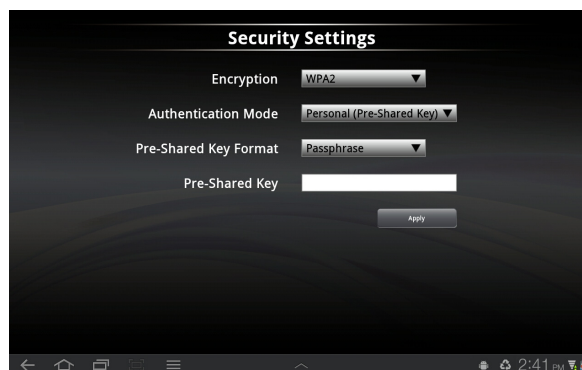 Security Settings
Encryption WPA2
Authentication Mode Personal (Pre-Shared Key)
Pre-Shared Key Format Passphrase
Pre-Shared Key
Apply
2:41 PM